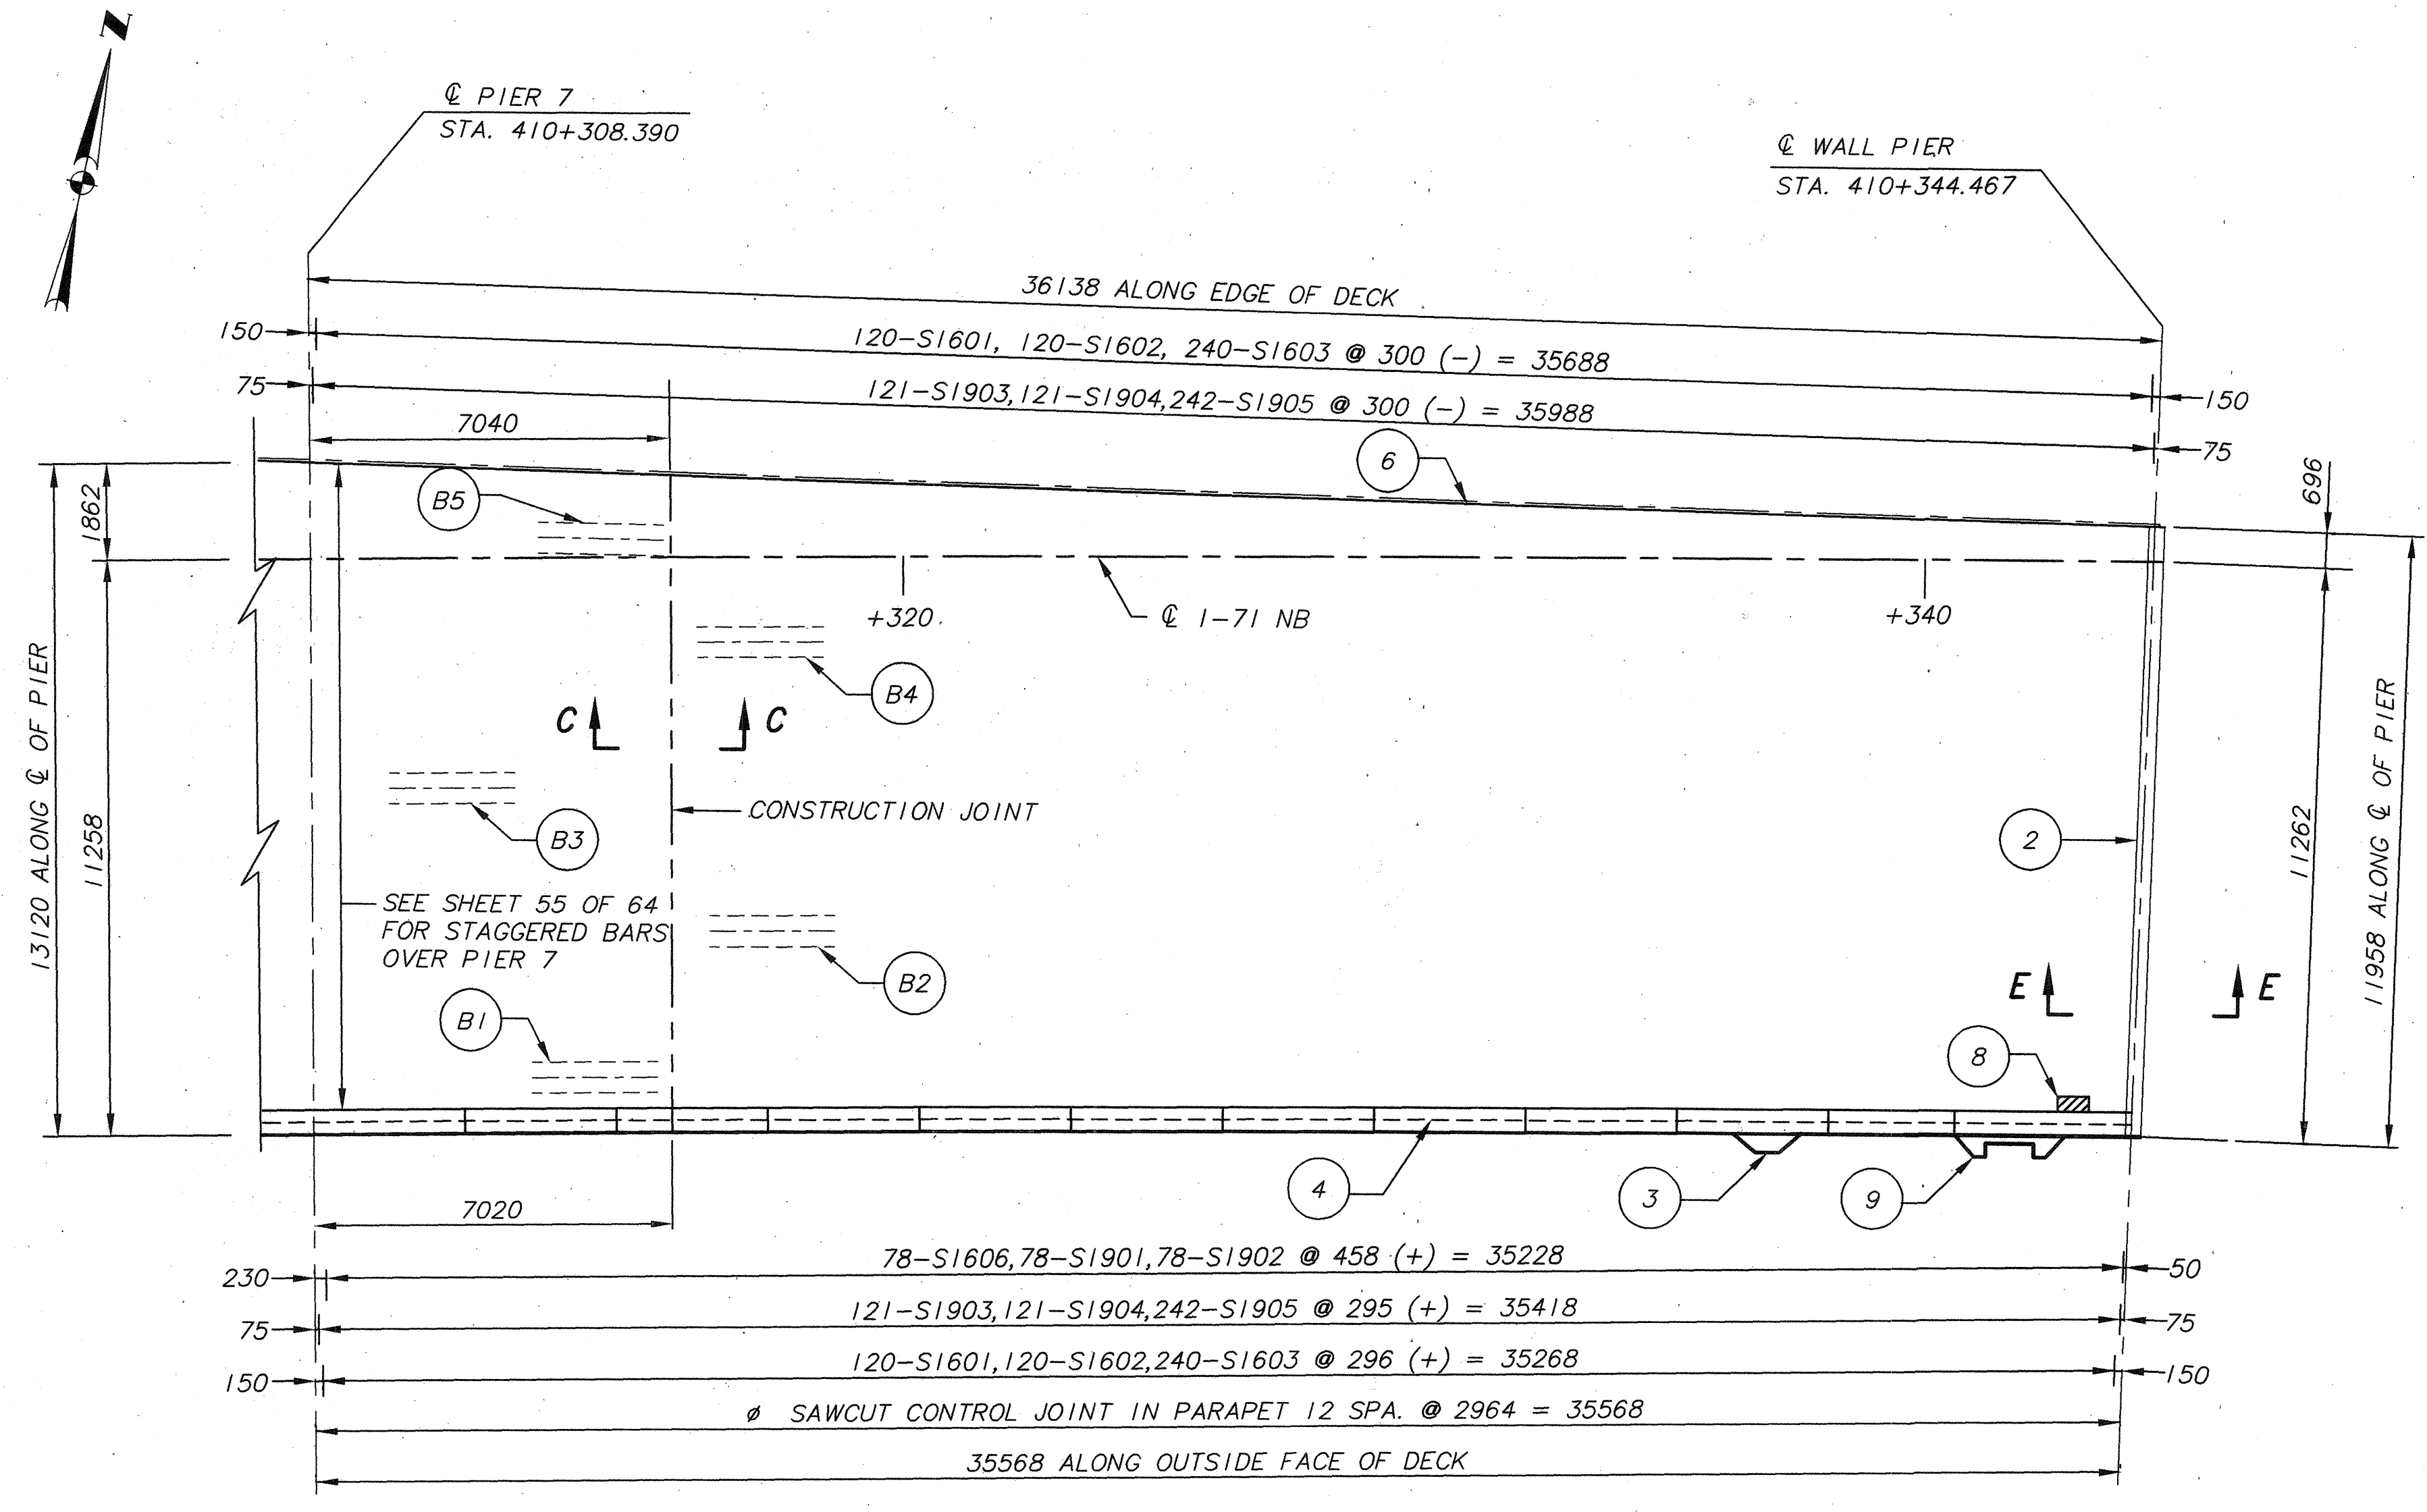 N
℄ PIER 7
STA. 410+308.390
℄ WALL PIER
STA. 410+344.467
36138 ALONG EDGE OF DECK
150
120-S1601, 120-S1602, 240-S1603 @ 300 (-) = 35688
150
75
121-S1903,121-S1904,242-S1905 @ 300 (-) = 35988
75
7040
6
696
1862
B5
+320
℄ I-71 NB
+340
B4
C
C
13120 ALONG ℄ OF PIER
11258
B3
CONSTRUCTION JOINT
2
11262
11958 ALONG ℄ OF PIER
SEE SHEET 55 OF 64
FOR STAGGERED BARS
OVER PIER 7
B2
E
E
B1
8
4
3
9
7020
230
78-S1606,78-S1901,78-S1902 @ 458 (+) = 35228
50
75
121-S1903,121-S1904,242-S1905 @ 295 (+) = 35418
75
150
120-S1601,120-S1602,240-S1603 @ 296 (+) = 35268
150
ø SAWCUT CONTROL JOINT IN PARAPET 12 SPA. @ 2964 = 35568
35568 ALONG OUTSIDE FACE OF DECK